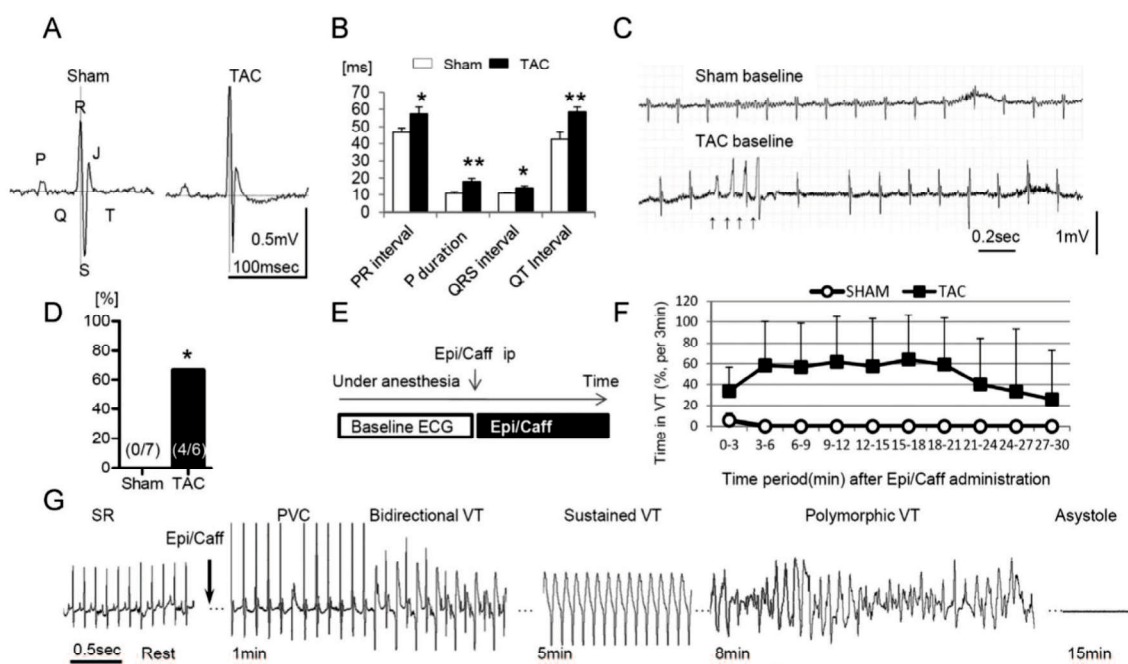 A
Sham
TAC
R
P
J
Q
T
S
0.5mV
100msec
B
[ms]
Sham
TAC
70
60
50
40
30
20
10
0
*
**
*
**
PR interval
P duration
QRS interval
QT Interval
C
Sham baseline
TAC baseline
0.2sec
1mV
D
[%]
100
80
60
40
20
0
*
(0/7)
(4/6)
Sham
TAC
E
Epi/Caff ip
Under anesthesia
Time
Baseline ECG
Epi/Caff
F
SHAM
TAC
Time in VT (%, per 3min)
120
100
80
60
40
20
0
0-3 3-6 6-9 9-12 12-15 15-18 18-21 21-24 24-27 27-30
Time period(min) after Epi/Caff administration
G
SR
Epi/Caff
PVC
Bidirectional VT
Sustained VT
Polymorphic VT
Asystole
0.5sec
Rest
1min
5min
8min
15min